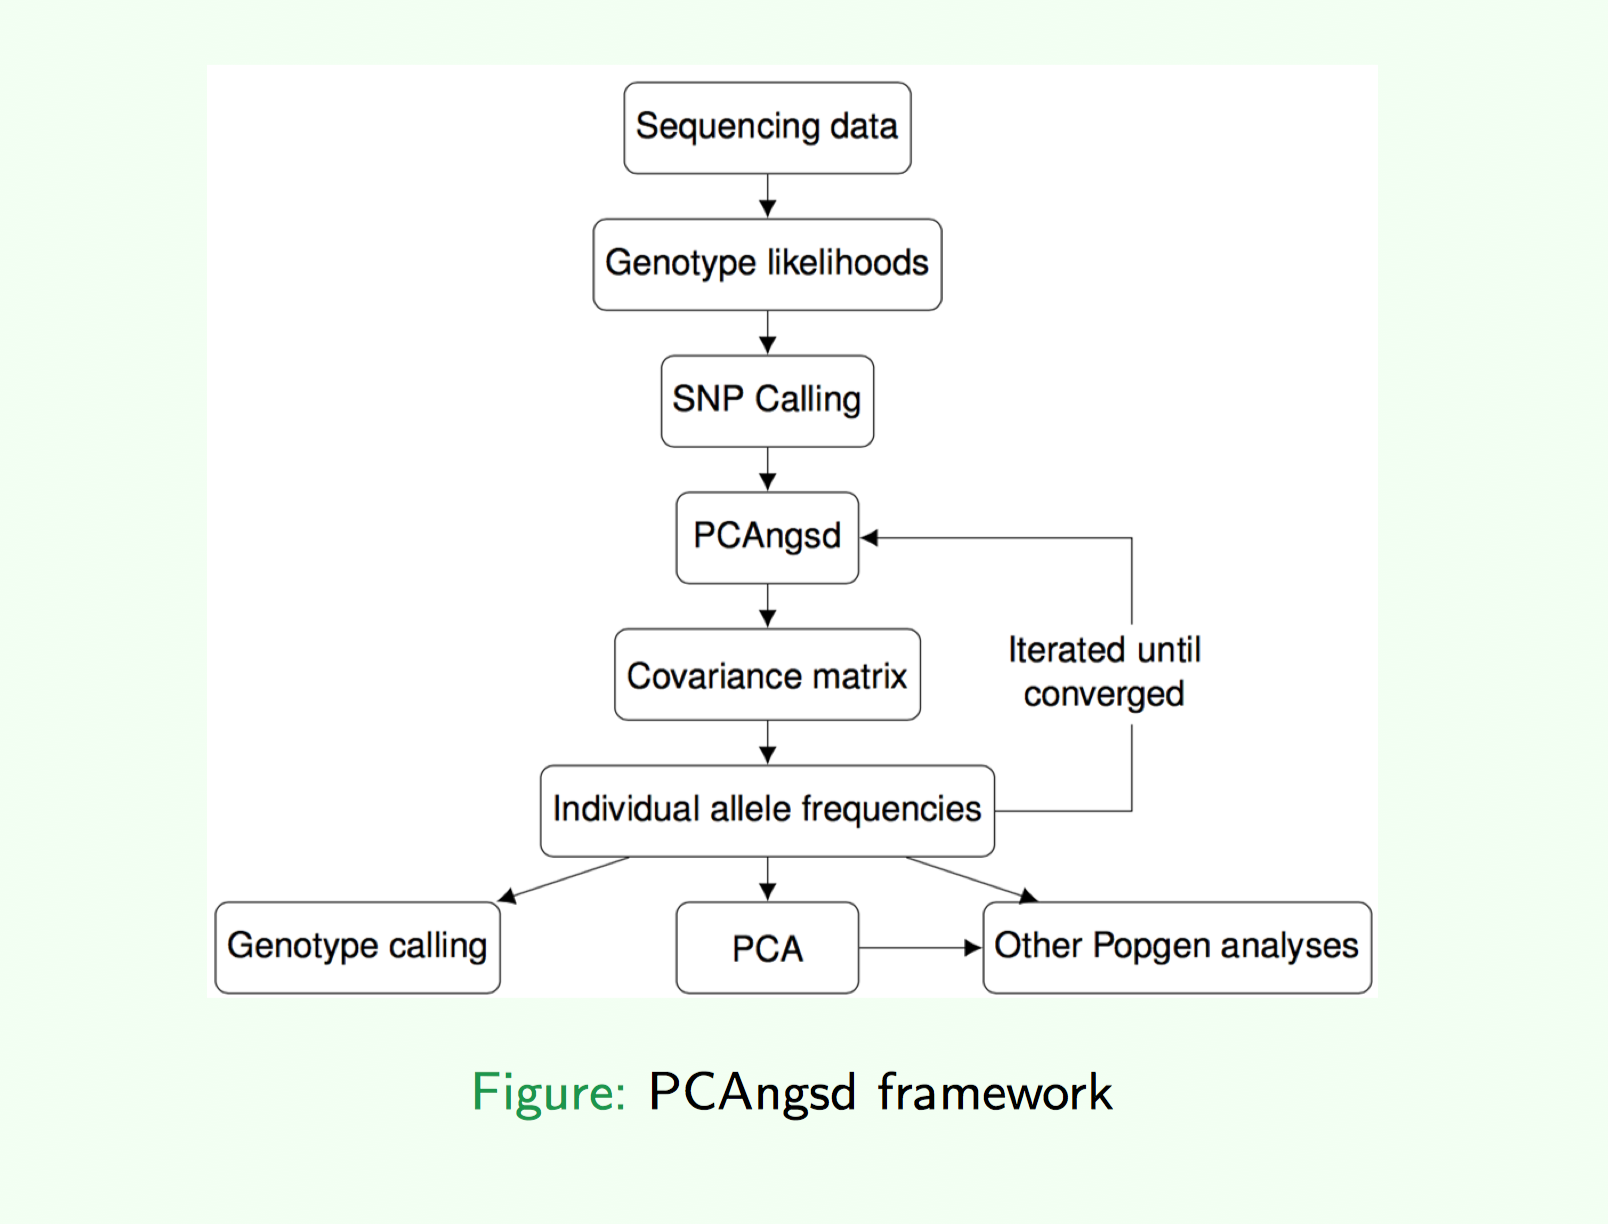 Sequencing data
Genotype likelihoods
SNP Calling
PCAngsd
Iterated until
converged
Covariance matrix
Individual allele frequencies
Genotype calling
PCA
Other Popgen analyses
Figure: PCAngsd framework